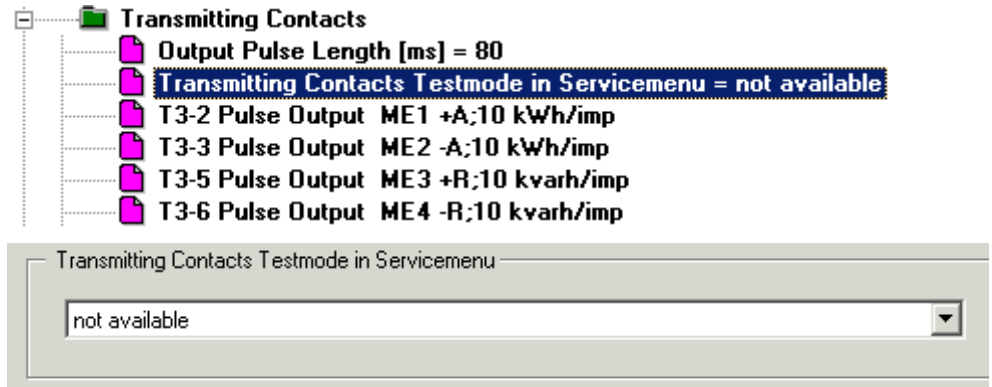 Transmitting Contacts
Output Pulse Length [ms] = 80
Transmitting Contacts Testmode in Servicemenu = not available
T3-2 Pulse Output ME1 +A;10 kWh/imp
T3-3 Pulse Output ME2 -A;10 kWh/imp
T3-5 Pulse Output ME3 +R;10 kvarh/imp
T3-6 Pulse Output ME4 -R;10 kvarh/imp
Transmitting Contacts Testmode in Servicemenu
not available